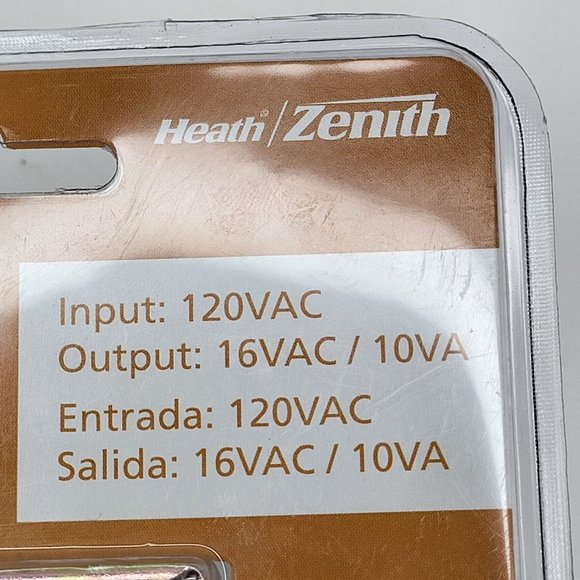 Heath®/Zenith
Input: 120VAC
Output: 16VAC / 10VA
Entrada: 120VAC
Salida: 16VAC / 10VA